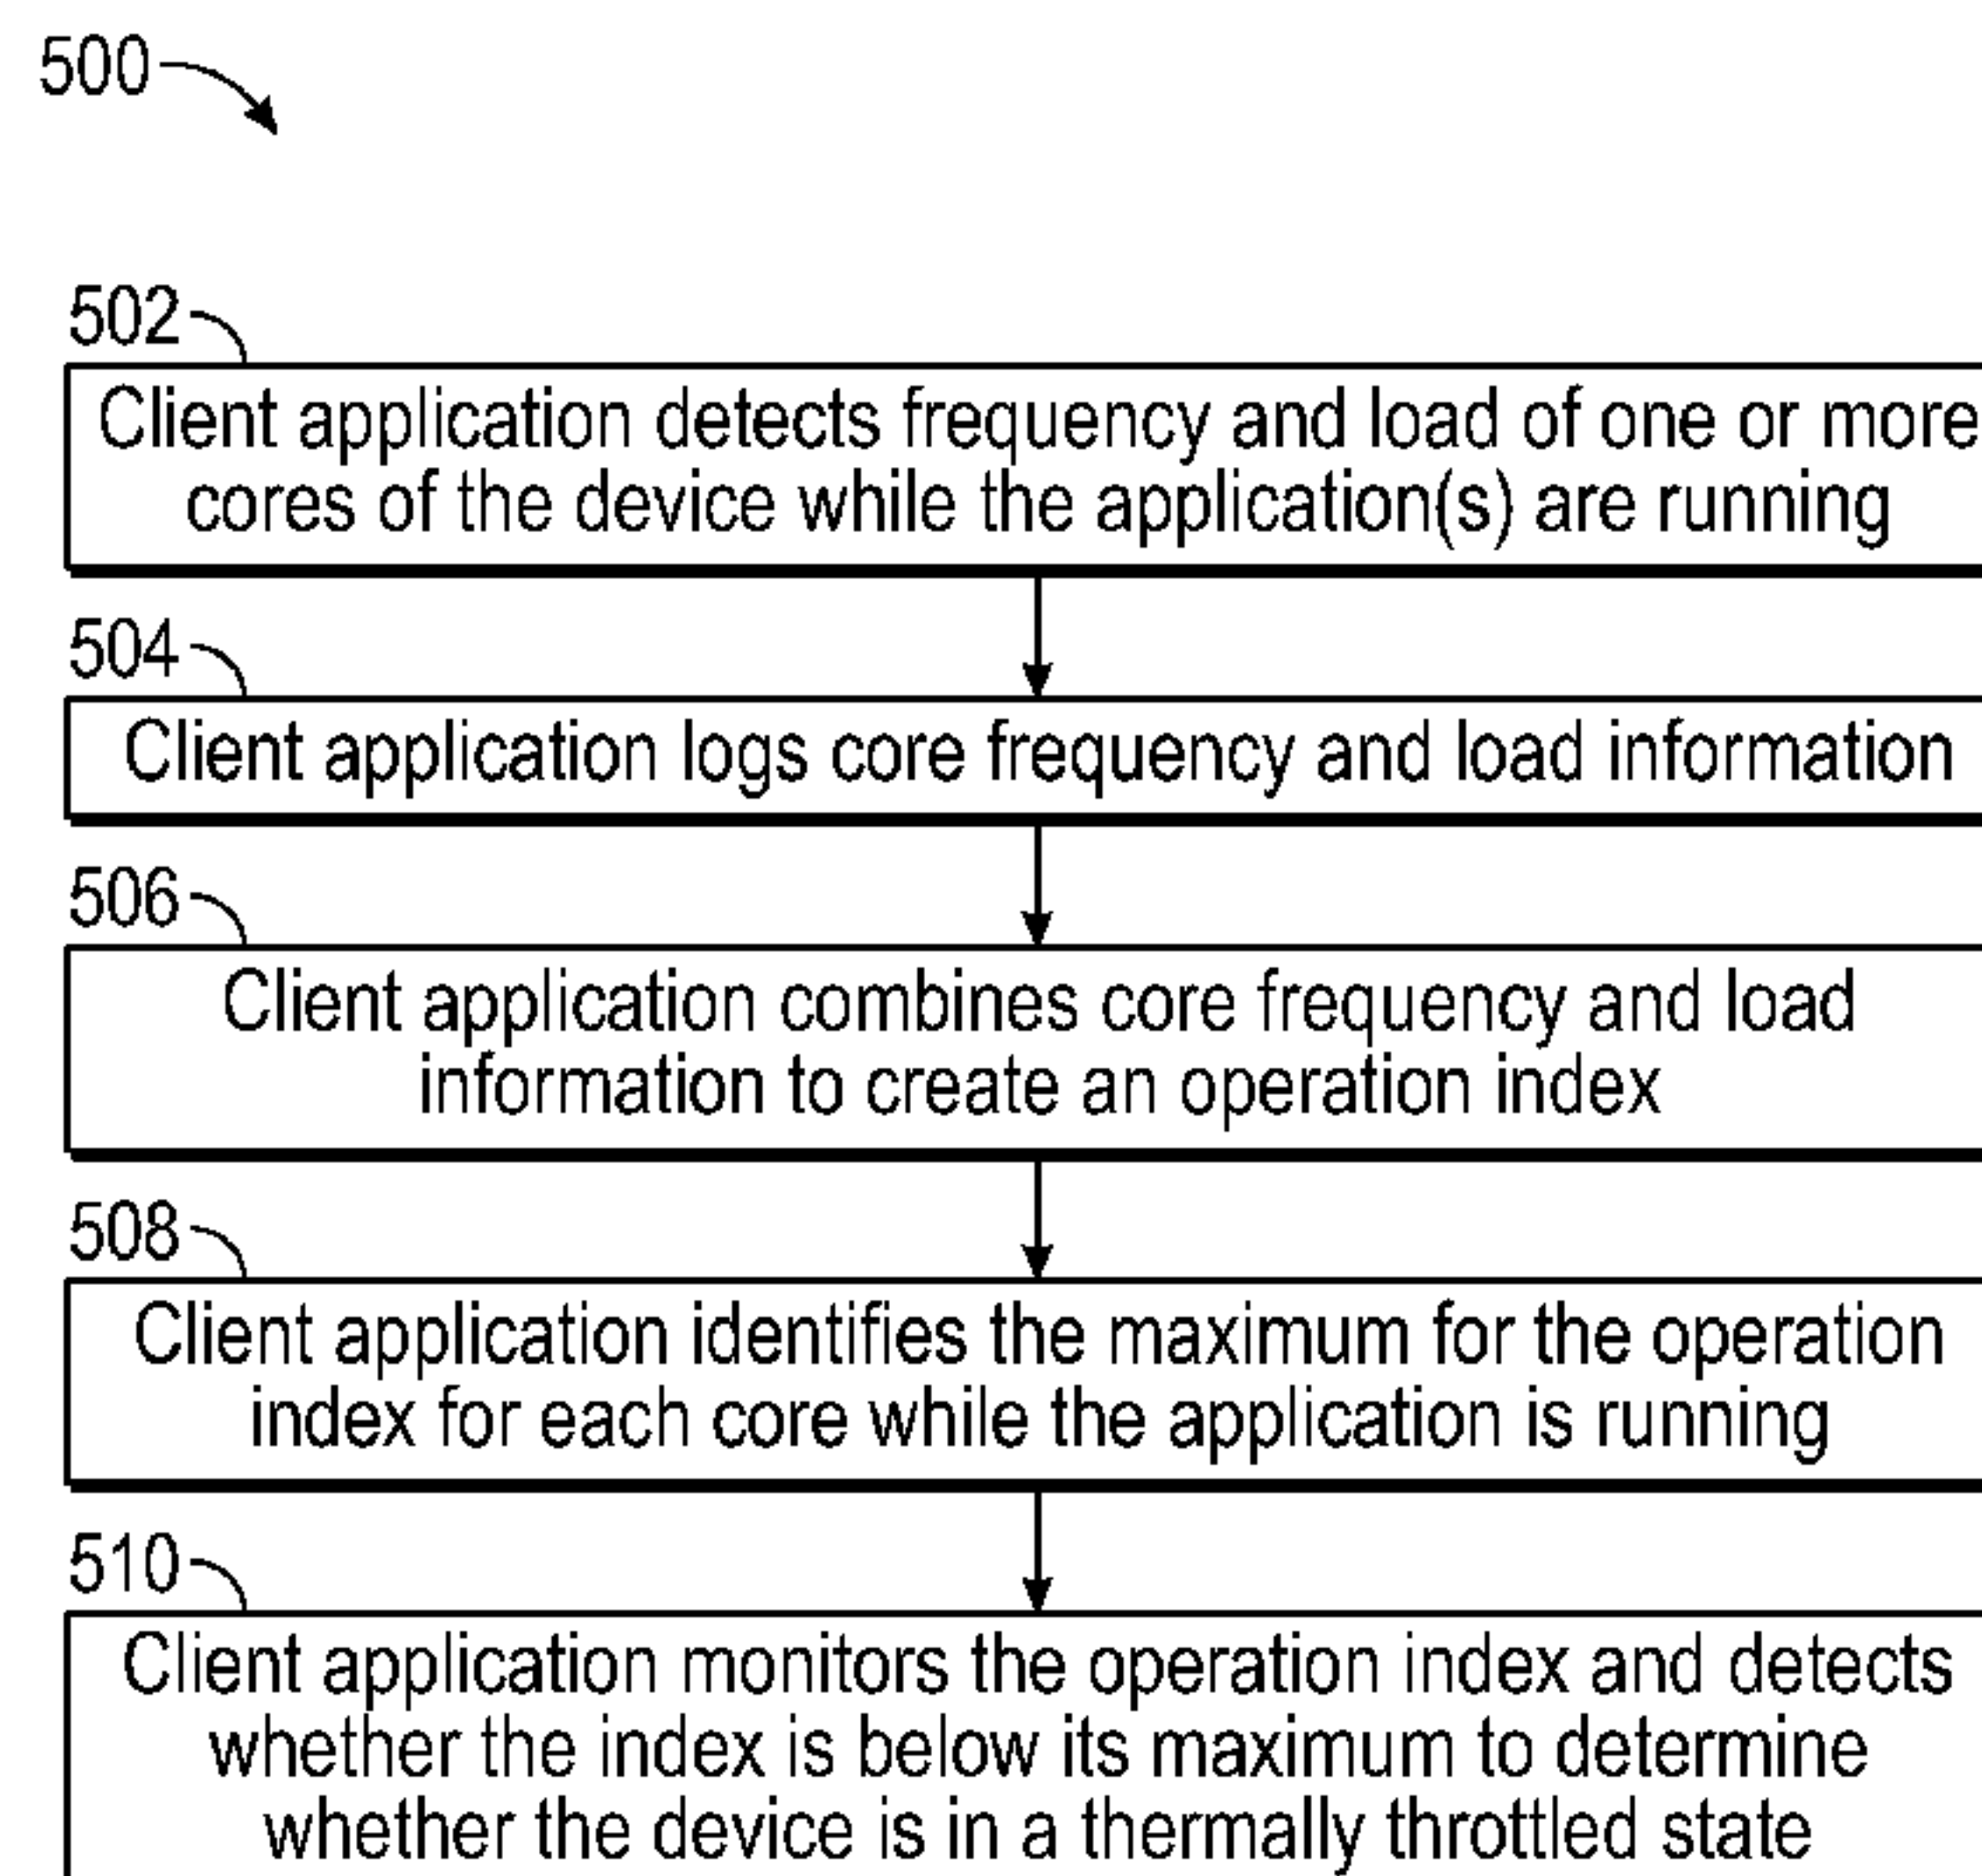 500
502
Client application detects frequency and load of one or more
cores of the device while the application(s) are running
504
Client application logs core frequency and load information
506
Client application combines core frequency and load
information to create an operation index
508
Client application identifies the maximum for the operation
index for each core while the application is running
510
Client application monitors the operation index and detects
whether the index is below its maximum to determine
whether the device is in a thermally throttled state